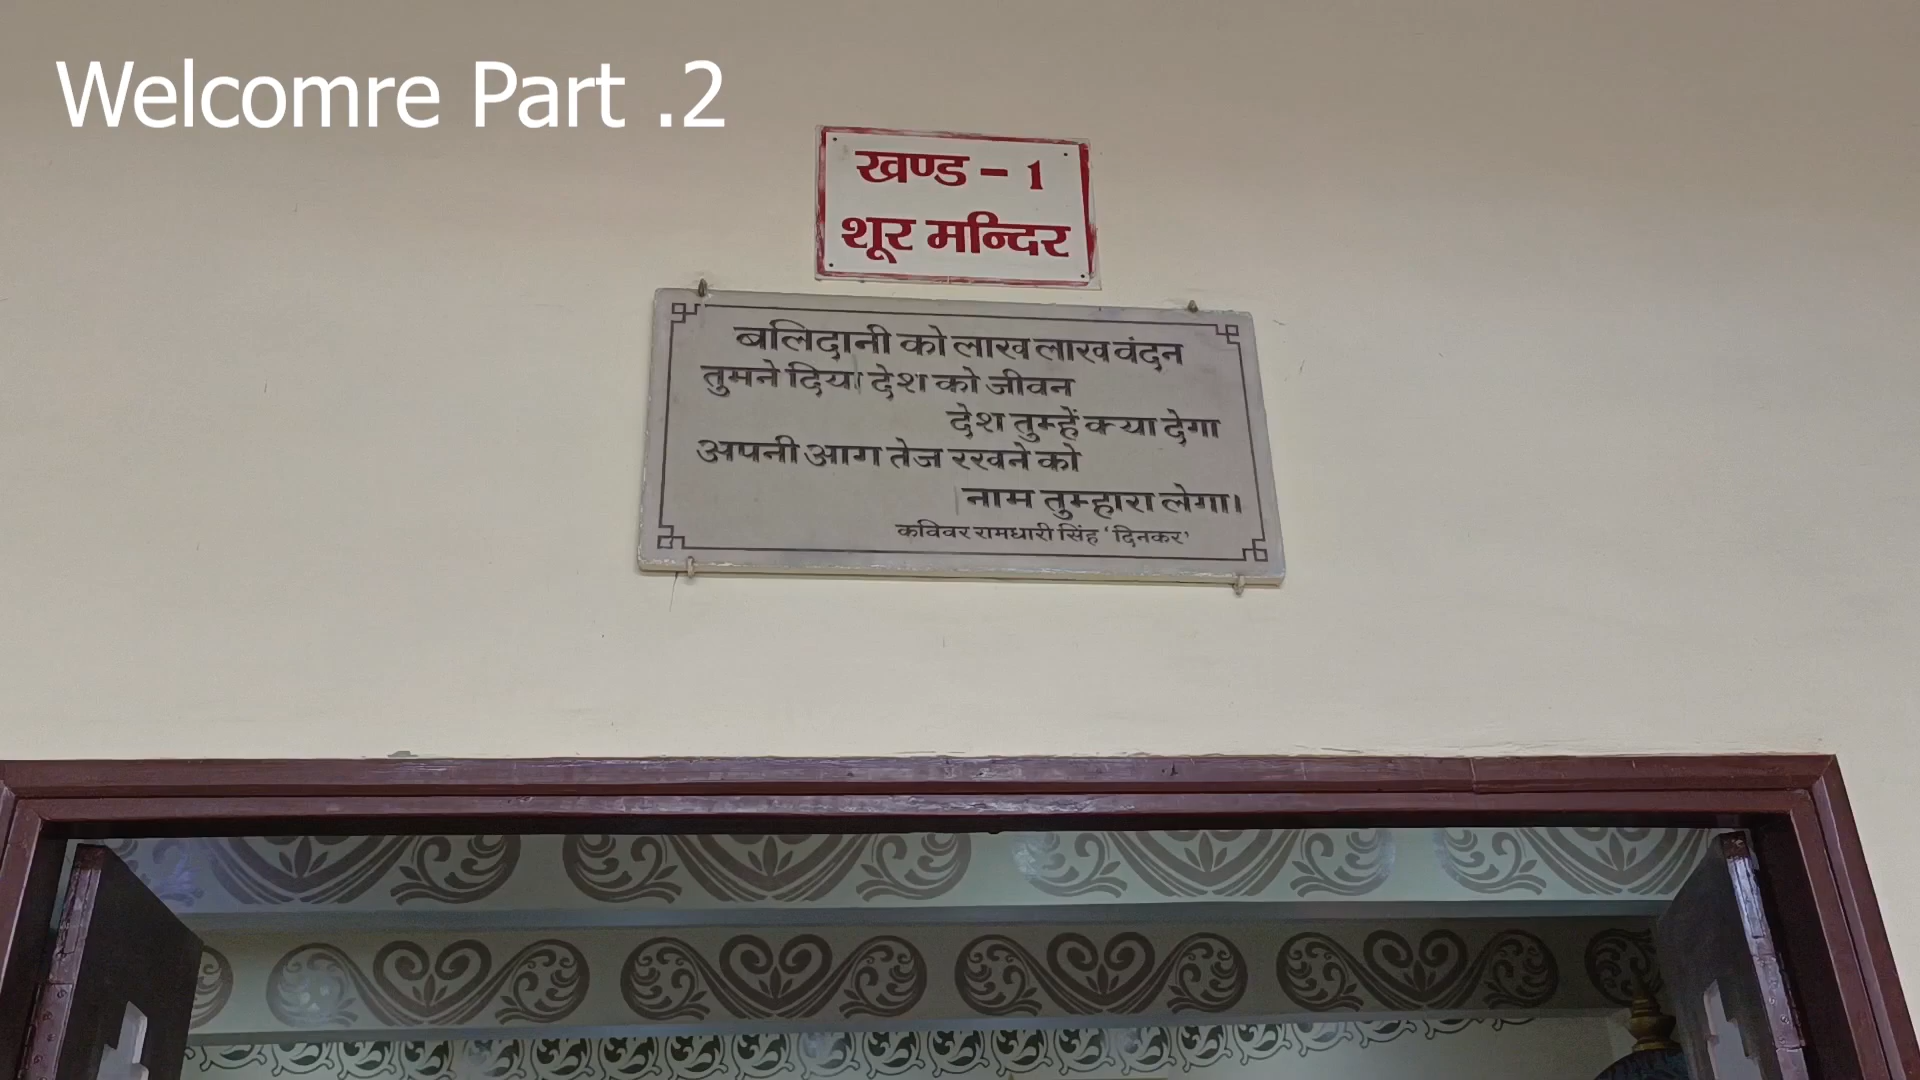 Welcomre Part .2
खण्ड - 1
शूर मन्दिर
बलिदानी को लाख लाख वंदन
तुमने दिया देश को जीवन
देश तुम्हें क्या देगा
अपनी आग तेज रखने को
नाम तुम्हारा लेगा।
कविवर रामधारी सिंह ‘दिनकर’